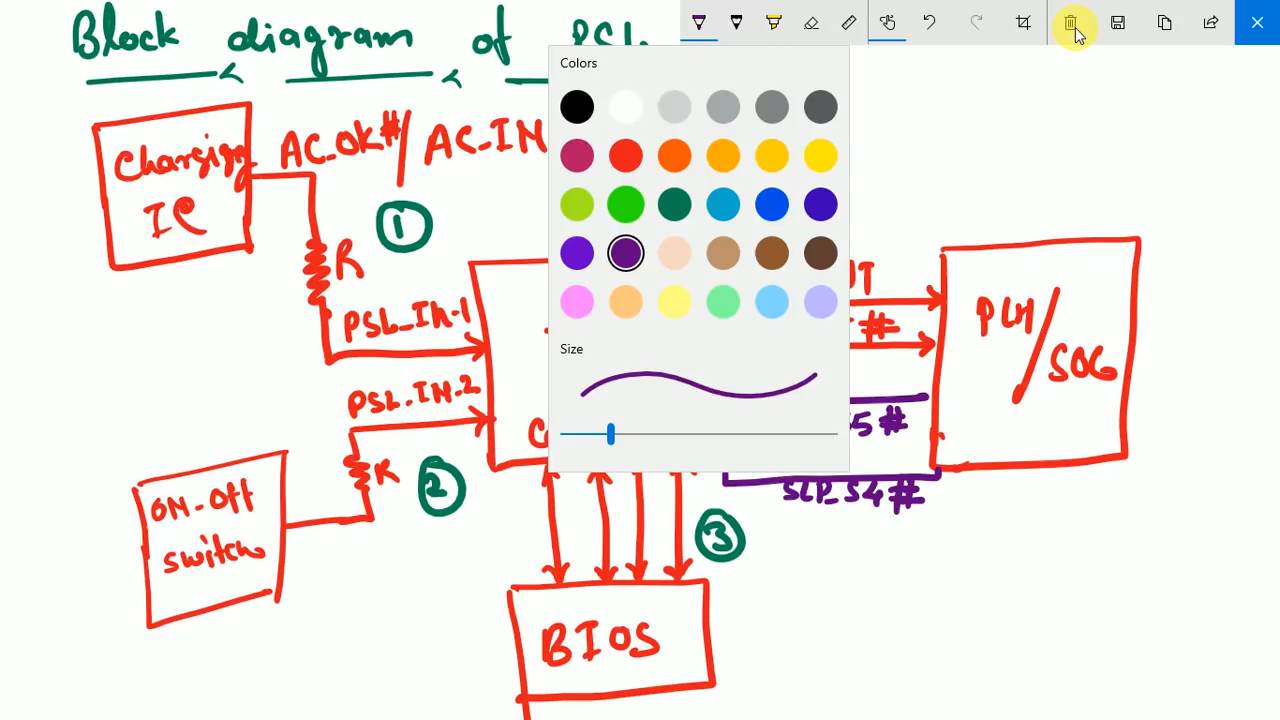 Block diagram of PSL
Colors
Charging
IC
AC_OK# / AC_IN
1
R
PSL_IN-1
PSL_IN-2
R
2
ON-Off
switch
PCH/
SOC
#
S5 #
SLP_S4 #
3
BIOS
Size